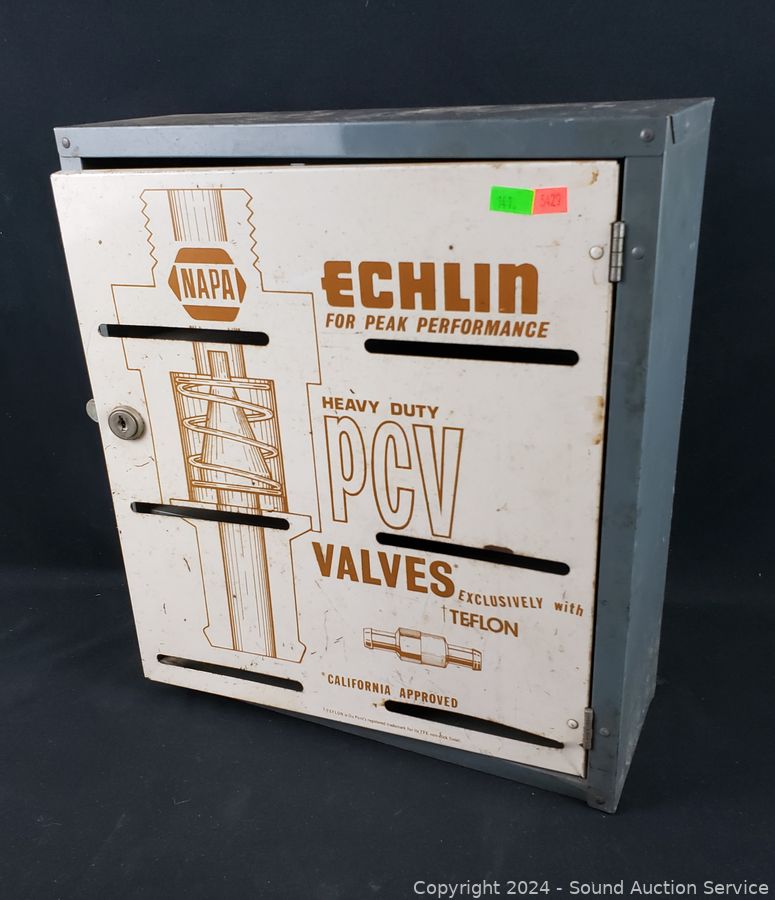 5429
NAPA
ECHLIN
FOR PEAK PERFORMANCE
HEAVY DUTY
PCV
VALVES*
EXCLUSIVELY with
†TEFLON
*CALIFORNIA APPROVED
Copyright 2024 - Sound Auction Service